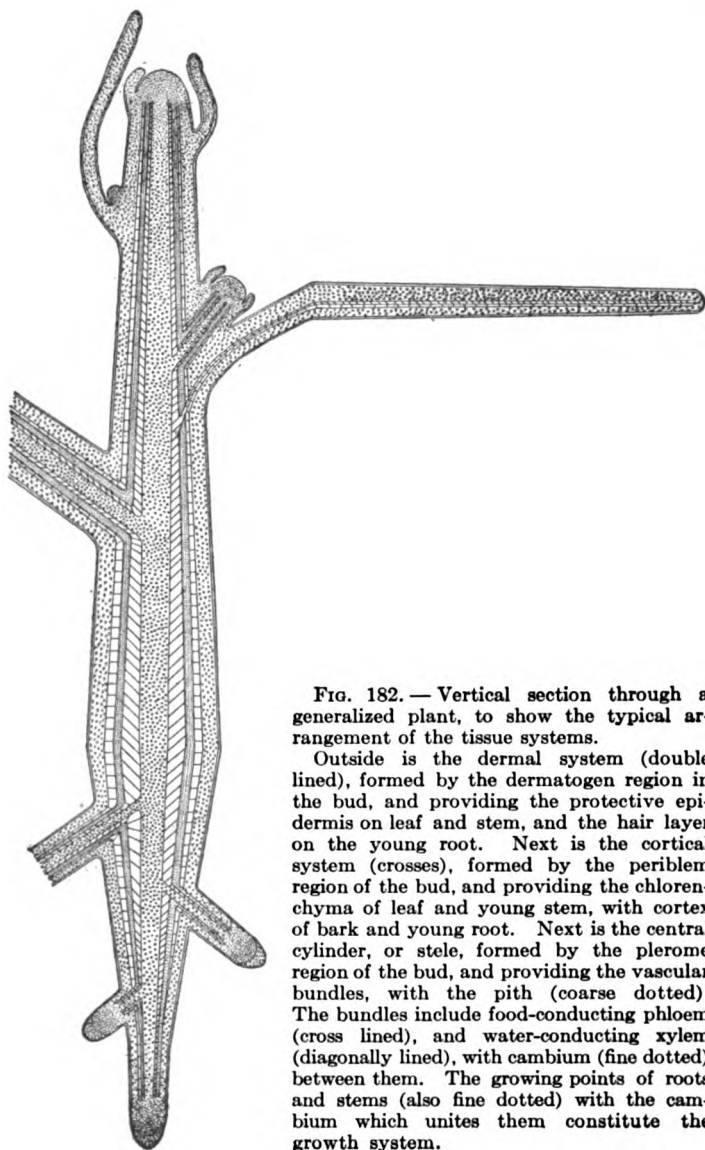 FIG. 182. — Vertical section through a
generalized plant, to show the typical ar-
rangement of the tissue systems.
Outside is the dermal system (double
lined), formed by the dermatogen region in
the bud, and providing the protective epi-
dermis on leaf and stem, and the hair layer
on the young root. Next is the cortical
system (crosses), formed by the periblem
region of the bud, and providing the chloren-
chyma of leaf and young stem, with cortex
of bark and young root. Next is the central
cylinder, or stele, formed by the plerome
region of the bud, and providing the vascular
bundles, with the pith (coarse dotted)
The bundles include food-conducting phloem
(cross lined), and water-conducting xylem
(diagonally lined), with cambium (fine dotted)
between them. The growing points of roots
and stems (also fine dotted) with the cam-
bium which unites them constitute the
growth system.